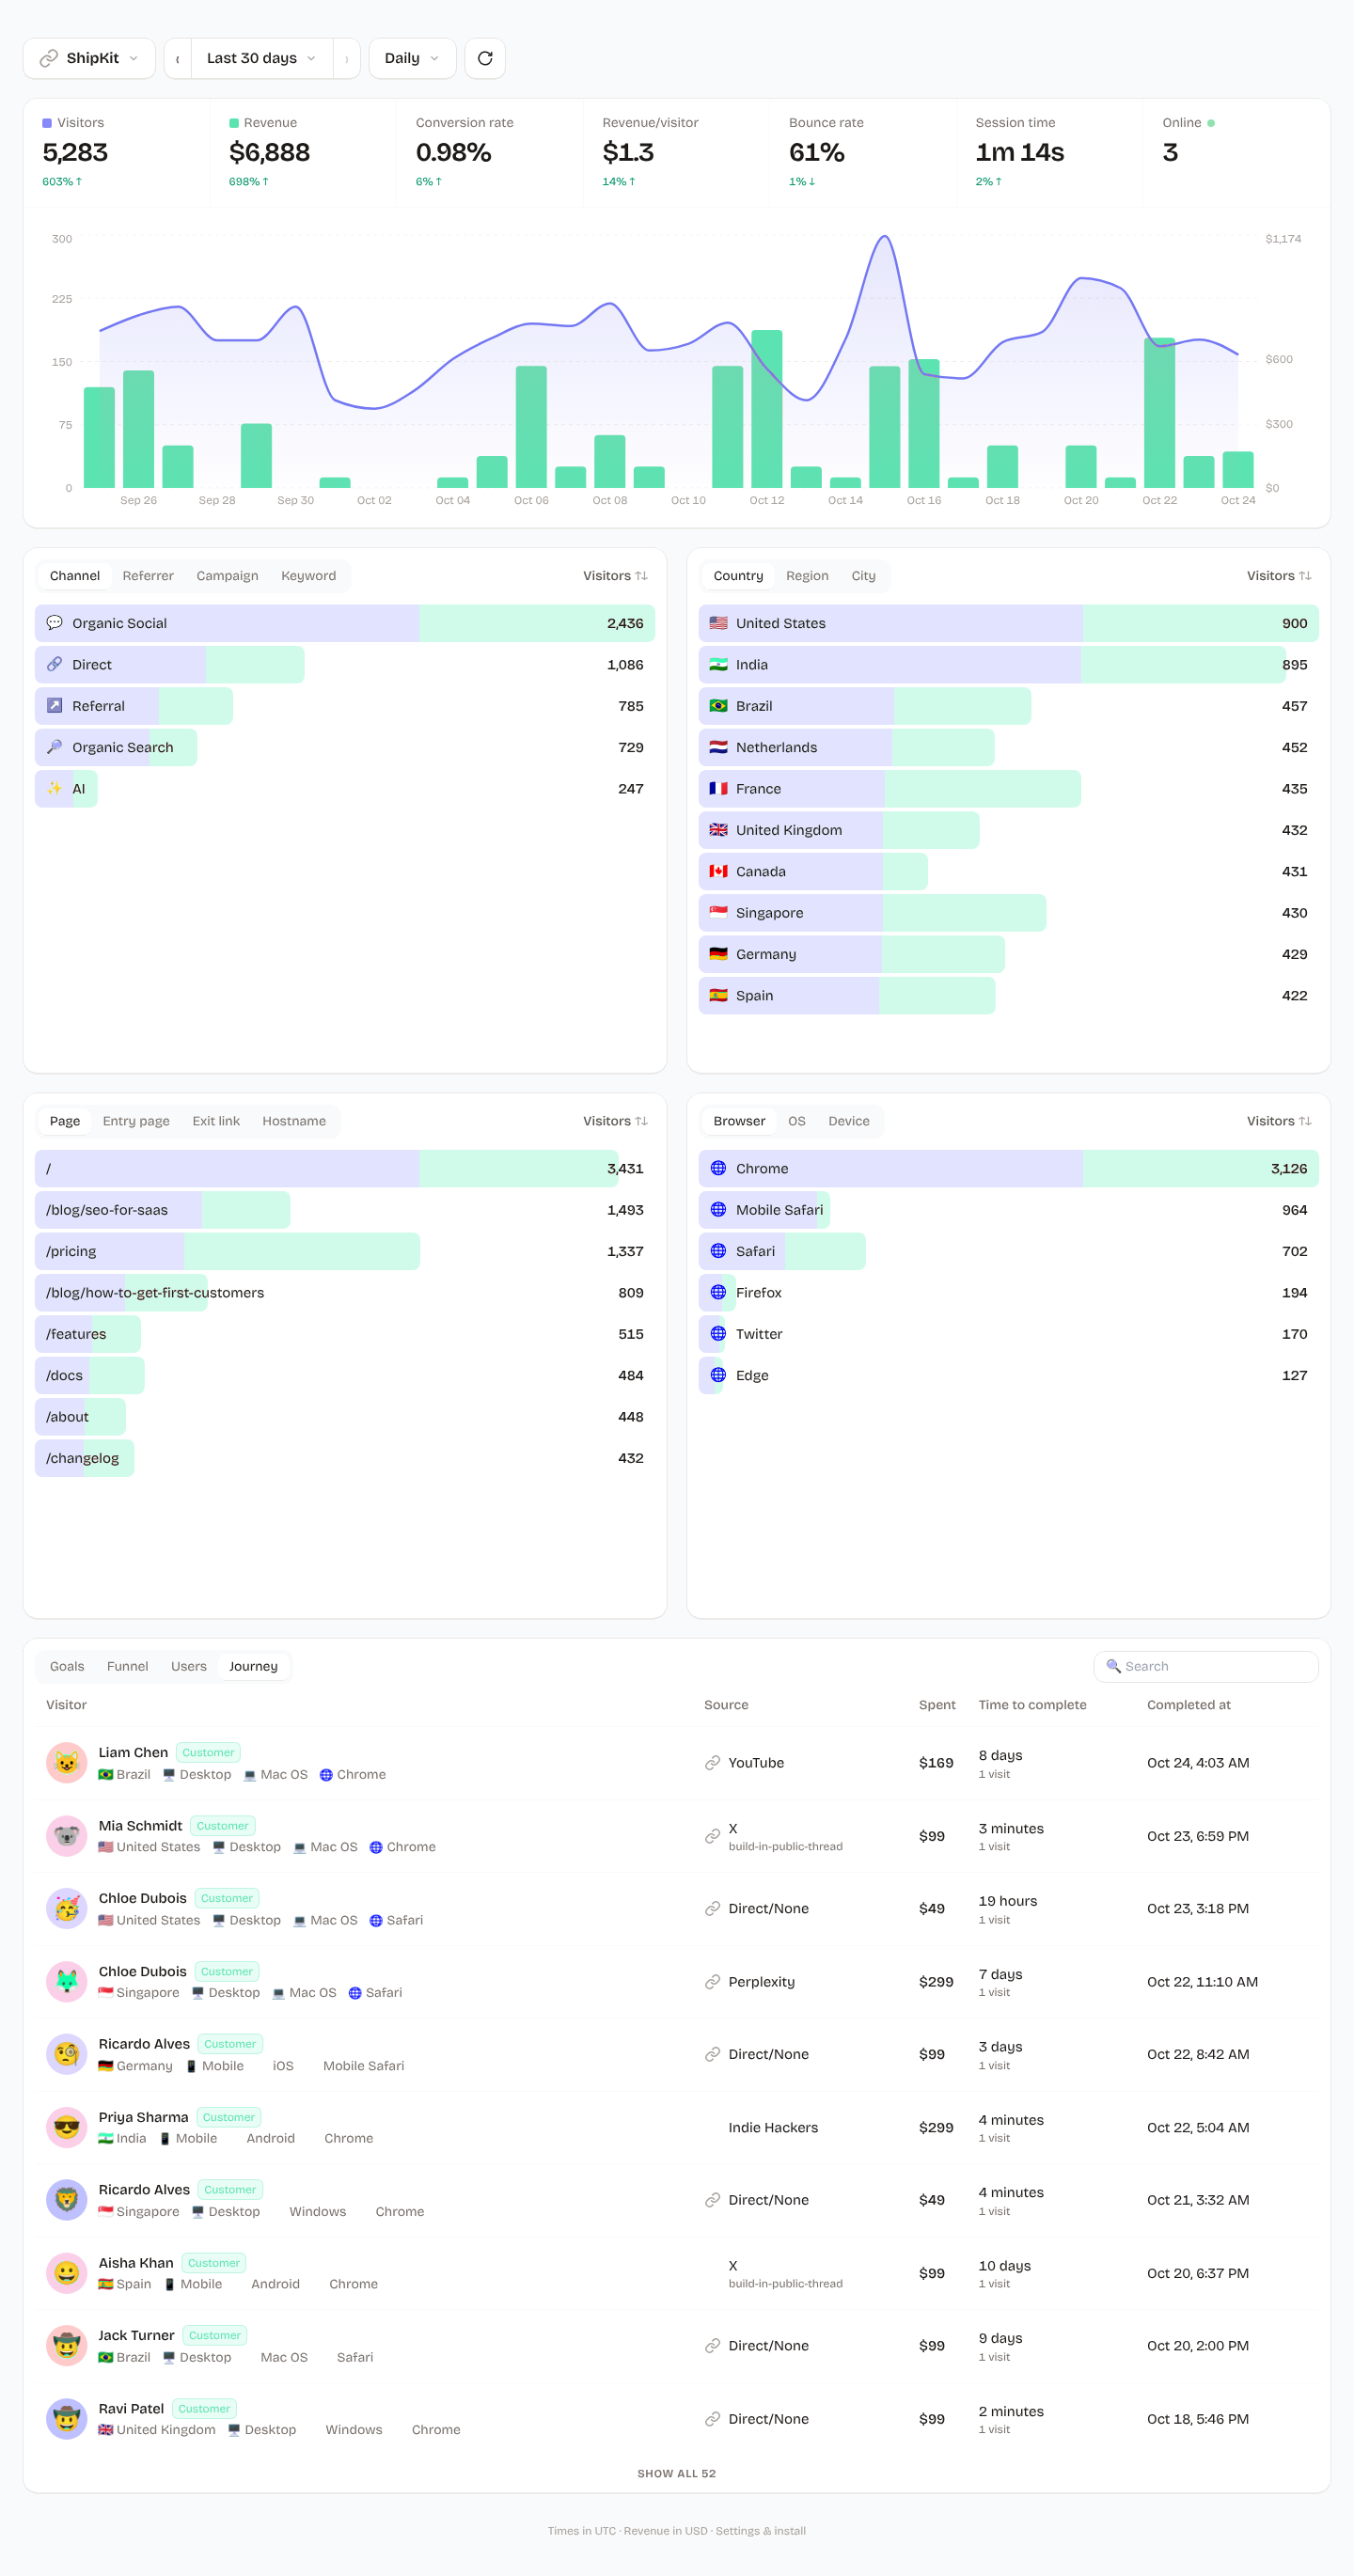 ShipKit Last 30 days Daily
Visitors Revenue Conversion rate Revenue/visitor Bounce rate Session time Online
5,283 $6,888 0.98% $1.3 61% 1m 14s 3
603% ↑ 698% ↑ 6% ↑ 14% ↑ 1% ↓ 2% ↑
300 $1,174
225
150 $600
75 $300
0 $0
Sep 26 Sep 28 Sep 30 Oct 02 Oct 04 Oct 06 Oct 08 Oct 10 Oct 12 Oct 14 Oct 16 Oct 18 Oct 20 Oct 22 Oct 24
Channel Referrer Campaign Keyword Visitors ↑↓
Organic Social 2,436
Direct 1,086
Referral 785
Organic Search 729
AI 247
Country Region City Visitors ↑↓
United States 900
India 895
Brazil 457
Netherlands 452
France 435
United Kingdom 432
Canada 431
Singapore 430
Germany 429
Spain 422
Page Entry page Exit link Hostname Visitors ↑↓
/ 3,431
/blog/seo-for-saas 1,493
/pricing 1,337
/blog/how-to-get-first-customers 809
/features 515
/docs 484
/about 448
/changelog 432
Browser OS Device Visitors ↑↓
Chrome 3,126
Mobile Safari 964
Safari 702
Firefox 194
Twitter 170
Edge 127
Goals Funnel Users Journey Search
Visitor Source Spent Time to complete Completed at
Liam Chen Customer
Brazil Desktop Mac OS Chrome
YouTube $169 8 days Oct 24, 4:03 AM
1 visit
Mia Schmidt Customer
United States Desktop Mac OS Chrome
X $99 3 minutes Oct 23, 6:59 PM
build-in-public-thread 1 visit
Chloe Dubois Customer
United States Desktop Mac OS Safari
Direct/None $49 19 hours Oct 23, 3:18 PM
1 visit
Chloe Dubois Customer
Singapore Desktop Mac OS Safari
Perplexity $299 7 days Oct 22, 11:10 AM
1 visit
Ricardo Alves Customer
Germany Mobile iOS Mobile Safari
Direct/None $99 3 days Oct 22, 8:42 AM
1 visit
Priya Sharma Customer
India Mobile Android Chrome
Indie Hackers $299 4 minutes Oct 22, 5:04 AM
1 visit
Ricardo Alves Customer
Singapore Desktop Windows Chrome
Direct/None $49 4 minutes Oct 21, 3:32 AM
1 visit
Aisha Khan Customer
Spain Mobile Android Chrome
X $99 10 days Oct 20, 6:37 PM
build-in-public-thread 1 visit
Jack Turner Customer
Brazil Desktop Mac OS Safari
Direct/None $99 9 days Oct 20, 2:00 PM
1 visit
Ravi Patel Customer
United Kingdom Desktop Windows Chrome
Direct/None $99 2 minutes Oct 18, 5:46 PM
1 visit
SHOW ALL 52
Times in UTC · Revenue in USD · Settings & install